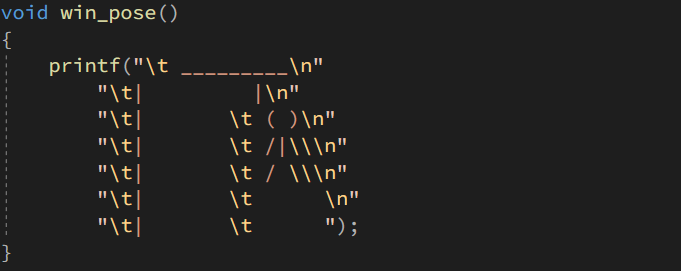 void win_pose()
{
    printf("\t _________\n"
        "\t|         |\n"
        "\t|       \t ( )\n"
        "\t|       \t /|\\\n"
        "\t|       \t / \\\n"
        "\t|       \t      \n"
        "\t|       \t      ");
}